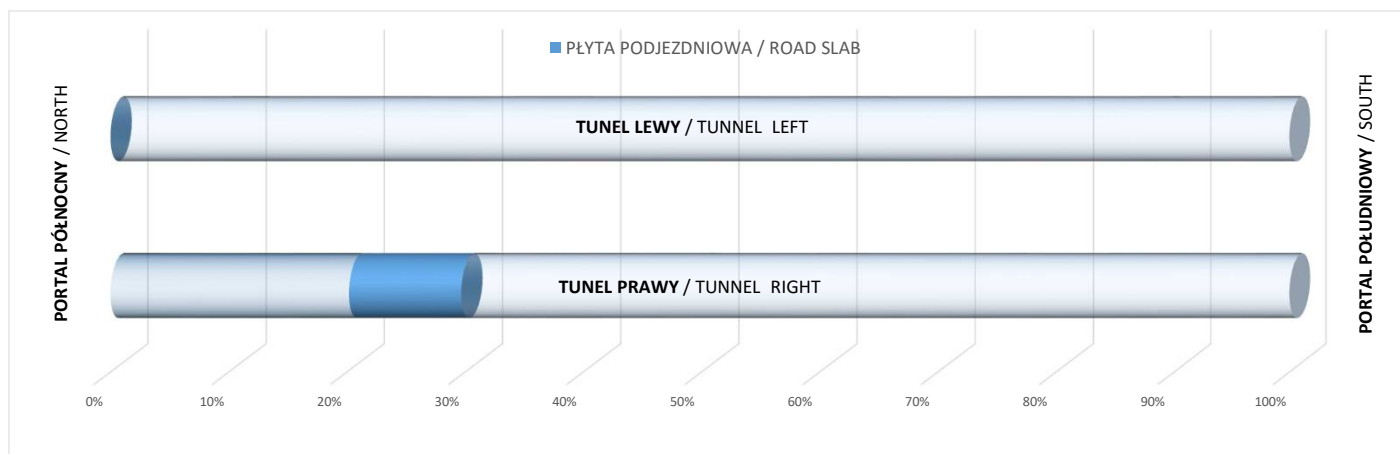 PŁYTA PODJEZDNIOWA / ROAD SLAB
PORTAL PÓŁNOCNY / NORTH
TUNEL LEWY / TUNNEL LEFT
TUNEL PRAWY / TUNNEL RIGHT
PORTAL POŁUDNIOWY / SOUTH
0% 10% 20% 30% 40% 50% 60% 70% 80% 90% 100%